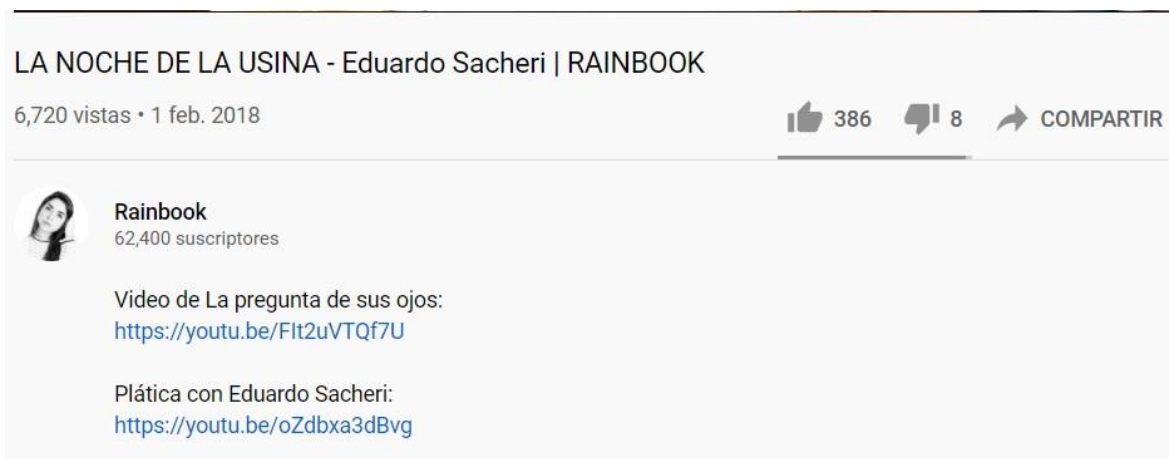 LA NOCHE DE LA USINA - Eduardo Sacheri | RAINBOOK
6,720 vistas • 1 feb. 2018
386 8 COMPARTIR
Rainbook
62,400 suscriptores
Video de La pregunta de sus ojos:
https://youtu.be/FIt2uVTQf7U
Plática con Eduardo Sacheri:
https://youtu.be/oZdbxa3dBvg